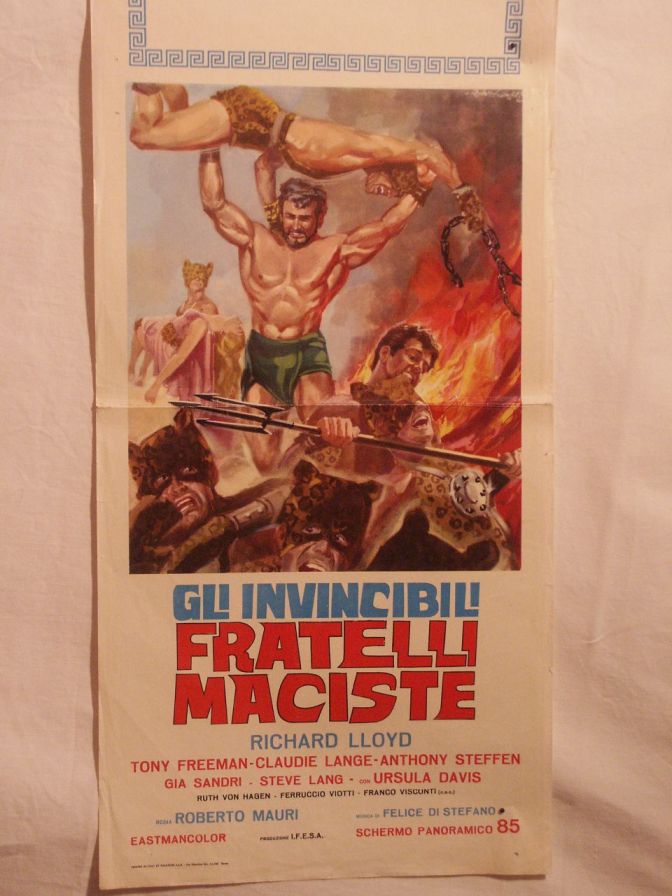 GLI INVINCIBILI
FRATELLI
MACISTE
RICHARD LLOYD
TONY FREEMAN-CLAUDIE LANGE-ANTHONY STEFFEN
GIA SANDRI - STEVE LANG - CON URSULA DAVIS
RUTH VON HAGEN - FERRUCCIO VIOTTI - FRANCO VISCONTI (c.s.c.)
REGIA ROBERTO MAURI
MUSICA DI FELICE DI STEFANO
EASTMANCOLOR
PRODUZIONE I.F.E.S.A.
SCHERMO PANORAMICO 85